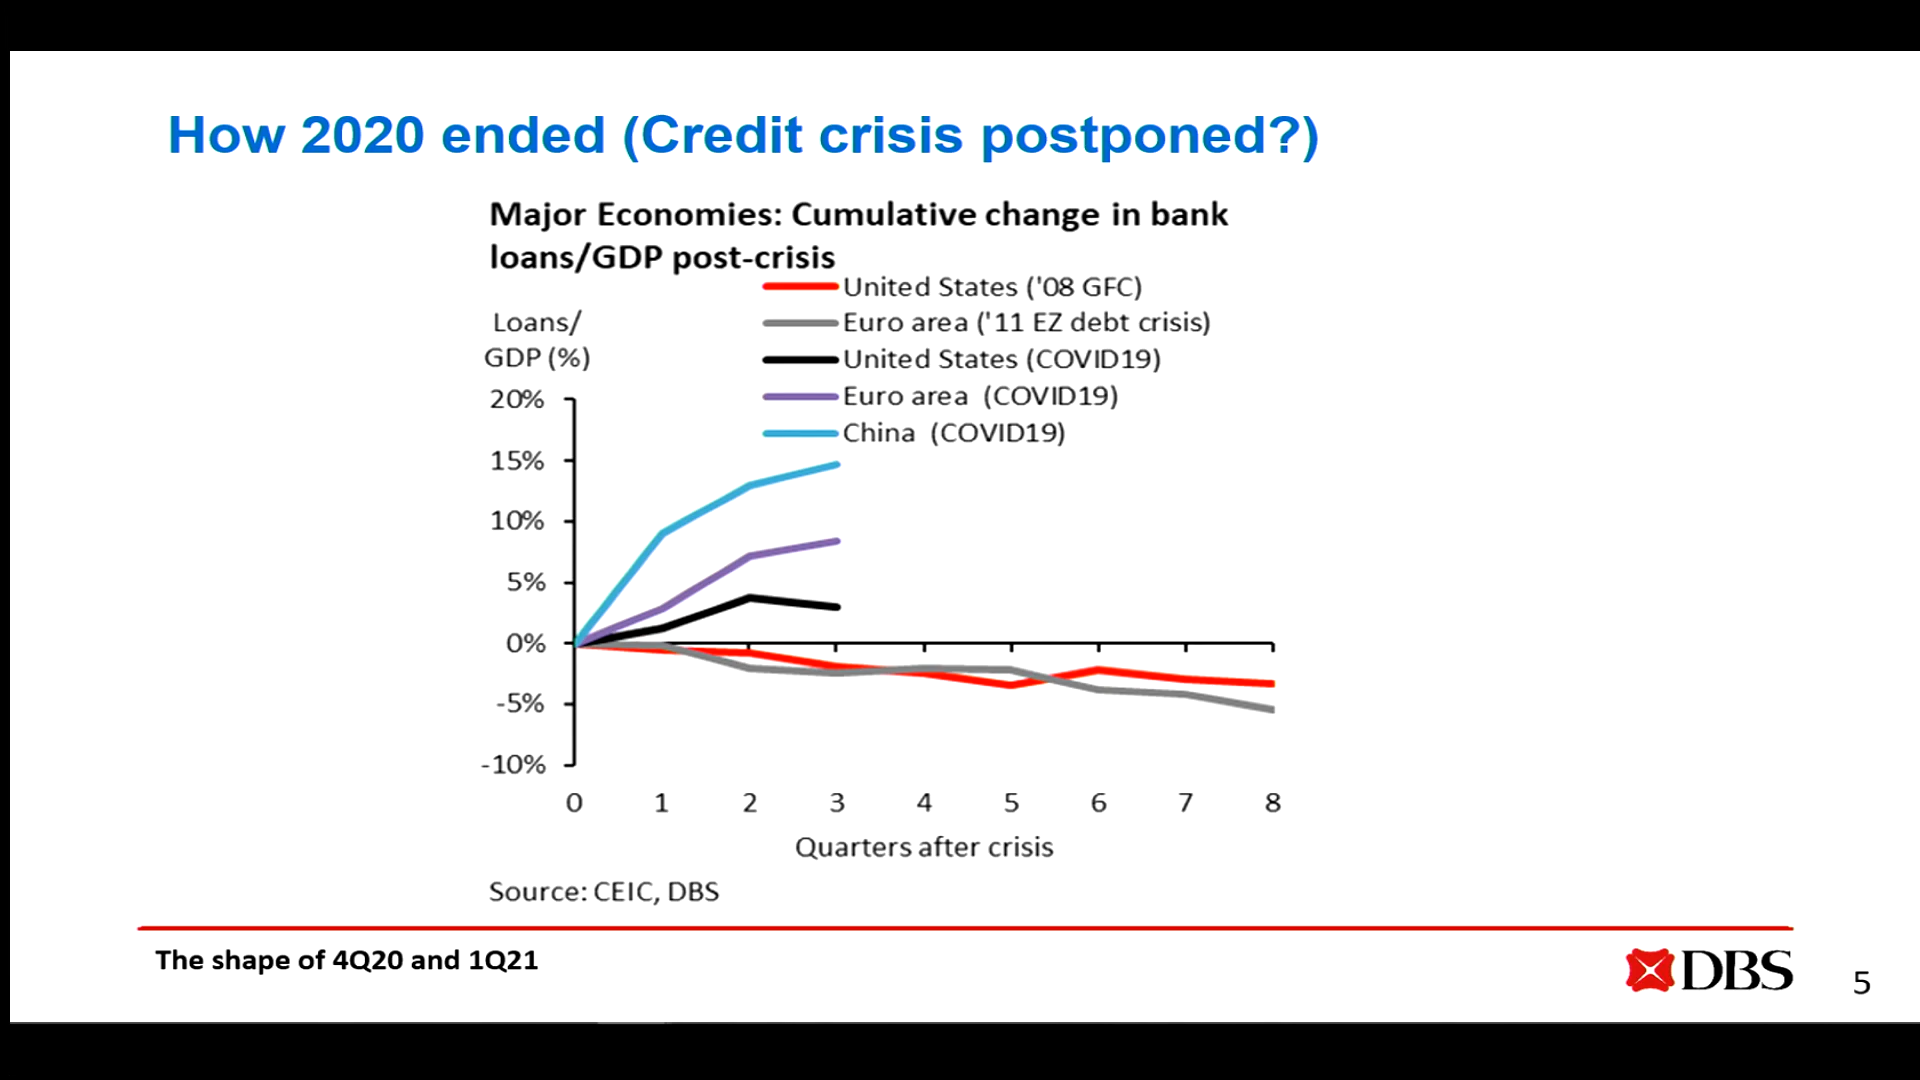 How 2020 ended (Credit crisis postponed?)
Major Economies: Cumulative change in bank
loans/GDP post-crisis
United States ('08 GFC)
Euro area ('11 EZ debt crisis)
United States (COVID19)
Euro area (COVID19)
China (COVID19)
Loans/
GDP (%)
20%
15%
10%
5%
0%
-5%
-10%
0 1 2 3 4 5 6 7 8
Quarters after crisis
Source: CEIC, DBS
The shape of 4Q20 and 1Q21
DBS
5